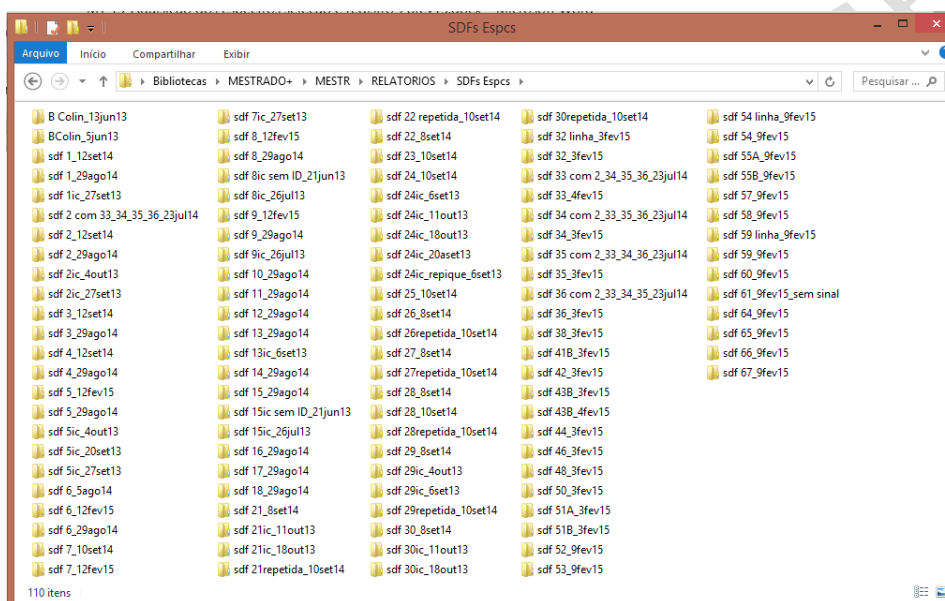 SDFs Espcs
Arquivo Início Compartilhar Exibir
Bibliotecas MESTRADO+ MESTR RELATORIOS SDFs Espcs Pesquisar ...
B Colin_13jun13
BColin_5jun13
sdf 1_12set14
sdf 1_29ago14
sdf 1ic_27set13
sdf 2 com 33_34_35_36_23jul14
sdf 2_12set14
sdf 2_29ago14
sdf 2ic_4out13
sdf 2ic_27set13
sdf 3_12set14
sdf 3_29ago14
sdf 4_12set14
sdf 4_29ago14
sdf 5_12fev15
sdf 5_29ago14
sdf 5ic_4out13
sdf 5ic_20set13
sdf 5ic_27set13
sdf 6_5ago14
sdf 6_12fev15
sdf 6_29ago14
sdf 7_10set14
sdf 7_12fev15
sdf 7ic_27set13
sdf 8_12fev15
sdf 8_29ago14
sdf 8ic sem ID_21jun13
sdf 8ic_26jul13
sdf 9_12fev15
sdf 9_29ago14
sdf 9ic_26jul13
sdf 10_29ago14
sdf 11_29ago14
sdf 12_29ago14
sdf 13_29ago14
sdf 13ic_6set13
sdf 14_29ago14
sdf 15_29ago14
sdf 15ic sem ID_21jun13
sdf 15ic_26jul13
sdf 16_29ago14
sdf 17_29ago14
sdf 18_29ago14
sdf 21_8set14
sdf 21ic_11out13
sdf 21ic_18out13
sdf 21repetida_10set14
sdf 22 repetida_10set14
sdf 22_8set14
sdf 23_10set14
sdf 24_10set14
sdf 24ic_6set13
sdf 24ic_11out13
sdf 24ic_18out13
sdf 24ic_20aset13
sdf 24ic_repique_6set13
sdf 25_10set14
sdf 26_8set14
sdf 26repetida_10set14
sdf 27_8set14
sdf 27repetida_10set14
sdf 28_8set14
sdf 28_10set14
sdf 28repetida_10set14
sdf 29_8set14
sdf 29ic_4out13
sdf 29ic_6set13
sdf 29repetida_10set14
sdf 30_8set14
sdf 30ic_11out13
sdf 30ic_18out13
sdf 30repetida_10set14
sdf 32 linha_3fev15
sdf 32_3fev15
sdf 33 com 2_34_35_36_23jul14
sdf 33_4fev15
sdf 34 com 2_33_35_36_23jul14
sdf 34_3fev15
sdf 35 com 2_33_34_36_23jul14
sdf 35_3fev15
sdf 36 com 2_33_34_35_23jul14
sdf 36_3fev15
sdf 38_3fev15
sdf 41B_3fev15
sdf 42_3fev15
sdf 43B_3fev15
sdf 43B_4fev15
sdf 44_3fev15
sdf 46_3fev15
sdf 48_3fev15
sdf 50_3fev15
sdf 51A_3fev15
sdf 51B_3fev15
sdf 52_9fev15
sdf 53_9fev15
sdf 54 linha_9fev15
sdf 54_9fev15
sdf 55A_9fev15
sdf 55B_9fev15
sdf 57_9fev15
sdf 58_9fev15
sdf 59 linha_9fev15
sdf 59_9fev15
sdf 60_9fev15
sdf 61_9fev15_sem sinal
sdf 64_9fev15
sdf 65_9fev15
sdf 66_9fev15
sdf 67_9fev15
110 itens